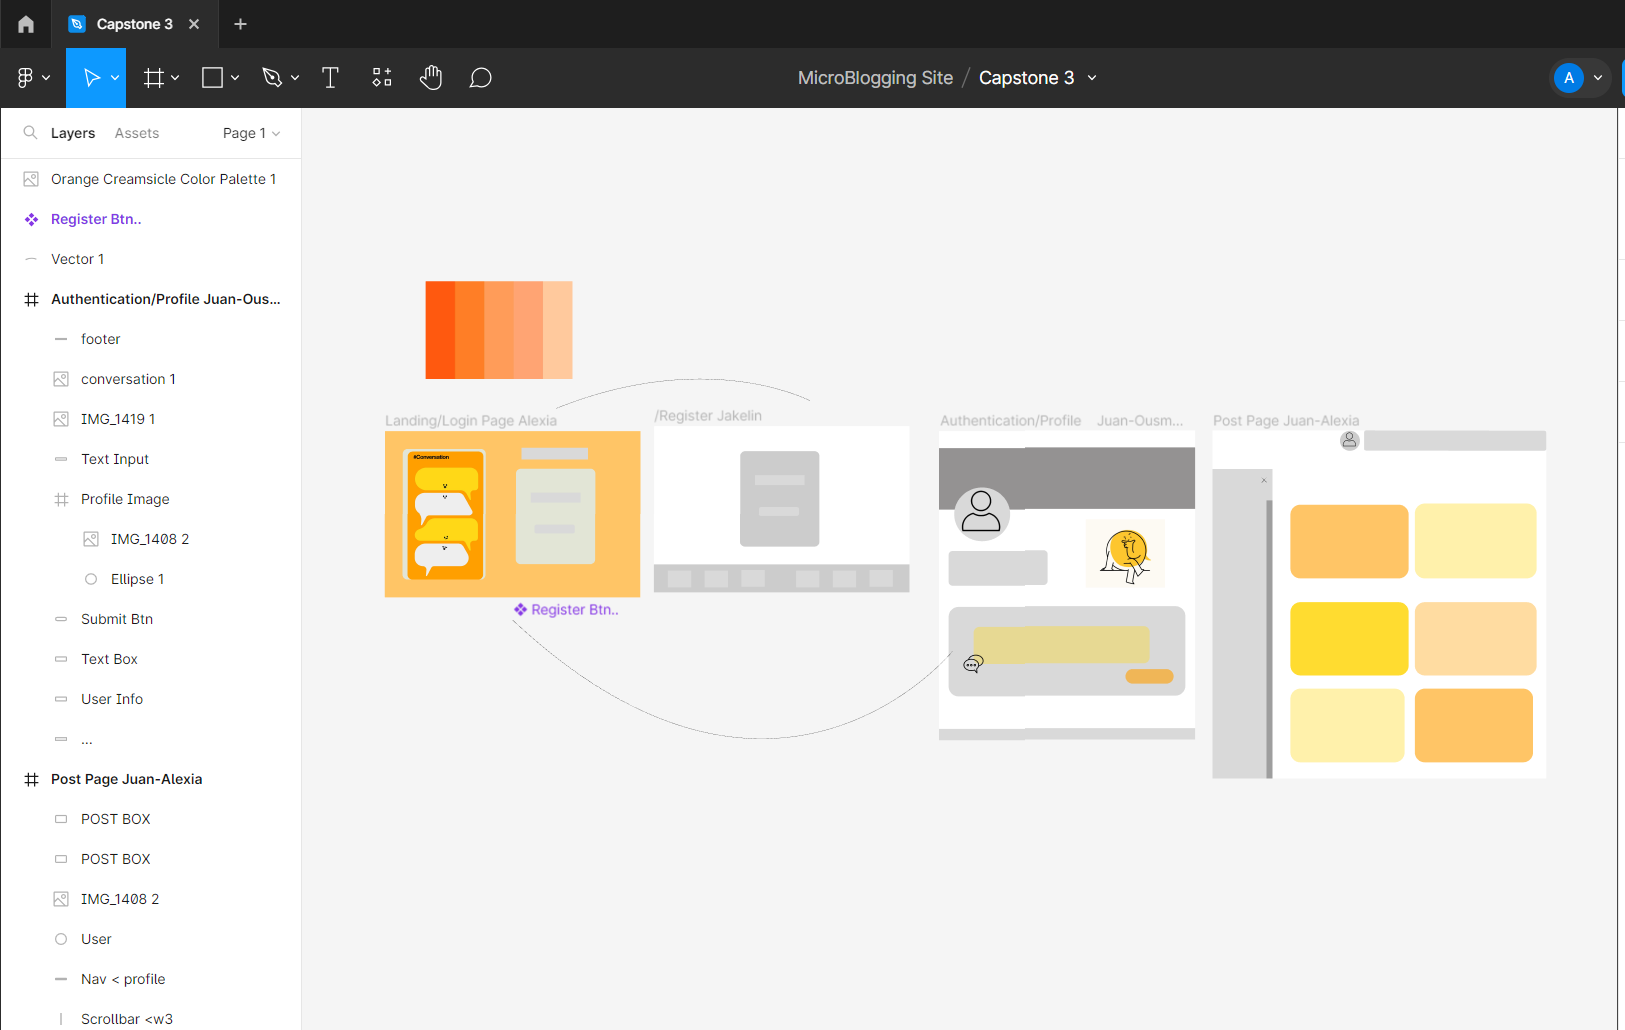 Capstone 3
MicroBlogging Site / Capstone 3
A
Layers Assets Page 1
Orange Creamsicle Color Palette 1
Register Btn..
Vector 1
Authentication/Profile Juan-Ous...
footer
conversation 1
IMG_1419 1
Text Input
Profile Image
IMG_1408 2
Ellipse 1
Submit Btn
Text Box
User Info
...
Post Page Juan-Alexia
POST BOX
POST BOX
IMG_1408 2
User
Nav < profile
Scrollbar <w3
Landing/Login Page Alexia
#Conversation
Register Btn..
/Register Jakelin
Authentication/Profile Juan-Ousm...
Post Page Juan-Alexia